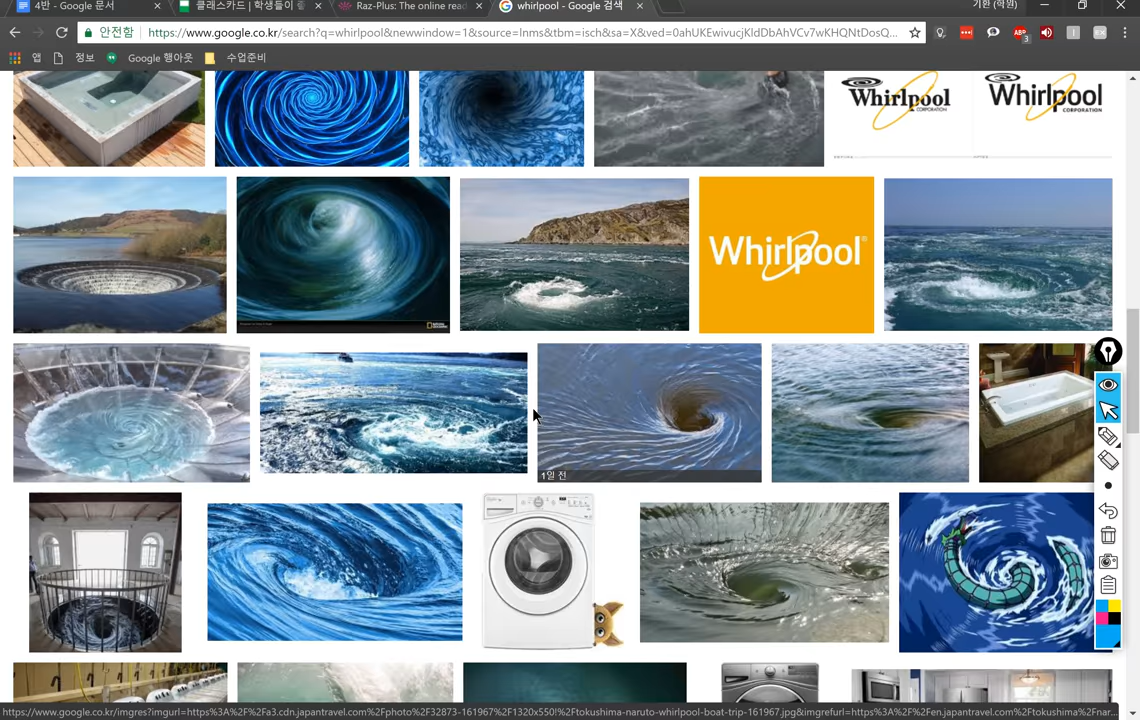 4반 - Google 문서
클래스카드 | 학생들이 좋
Raz-Plus: The online read
whirlpool - Google 검색
기환 (학원)
안전함
https://www.google.co.kr/search?q=whirlpool&newwindow=1&source=lnms&tbm=isch&sa=X&ved=0ahUKEwivucjKldDbAhVCv7wKHQNtDosQ...
ABP
3
앱
정보
Google 행아웃
수업준비
Whirlpool
CORPORATION
Whirlpool
CORPORATION
Whirlpool
1일 전
https://www.google.co.kr/imgres?imgurl=https%3A%2F%2Fa3.cdn.japantravel.com%2Fphoto%2F32873-161967%2F1320x550!%2Ftokushima-naruto-whirlpool-boat-trip-161967.jpg&imgrefurl=https%3A%2F%2Fen.japantravel.com%2Ftokushima%2Fnar...